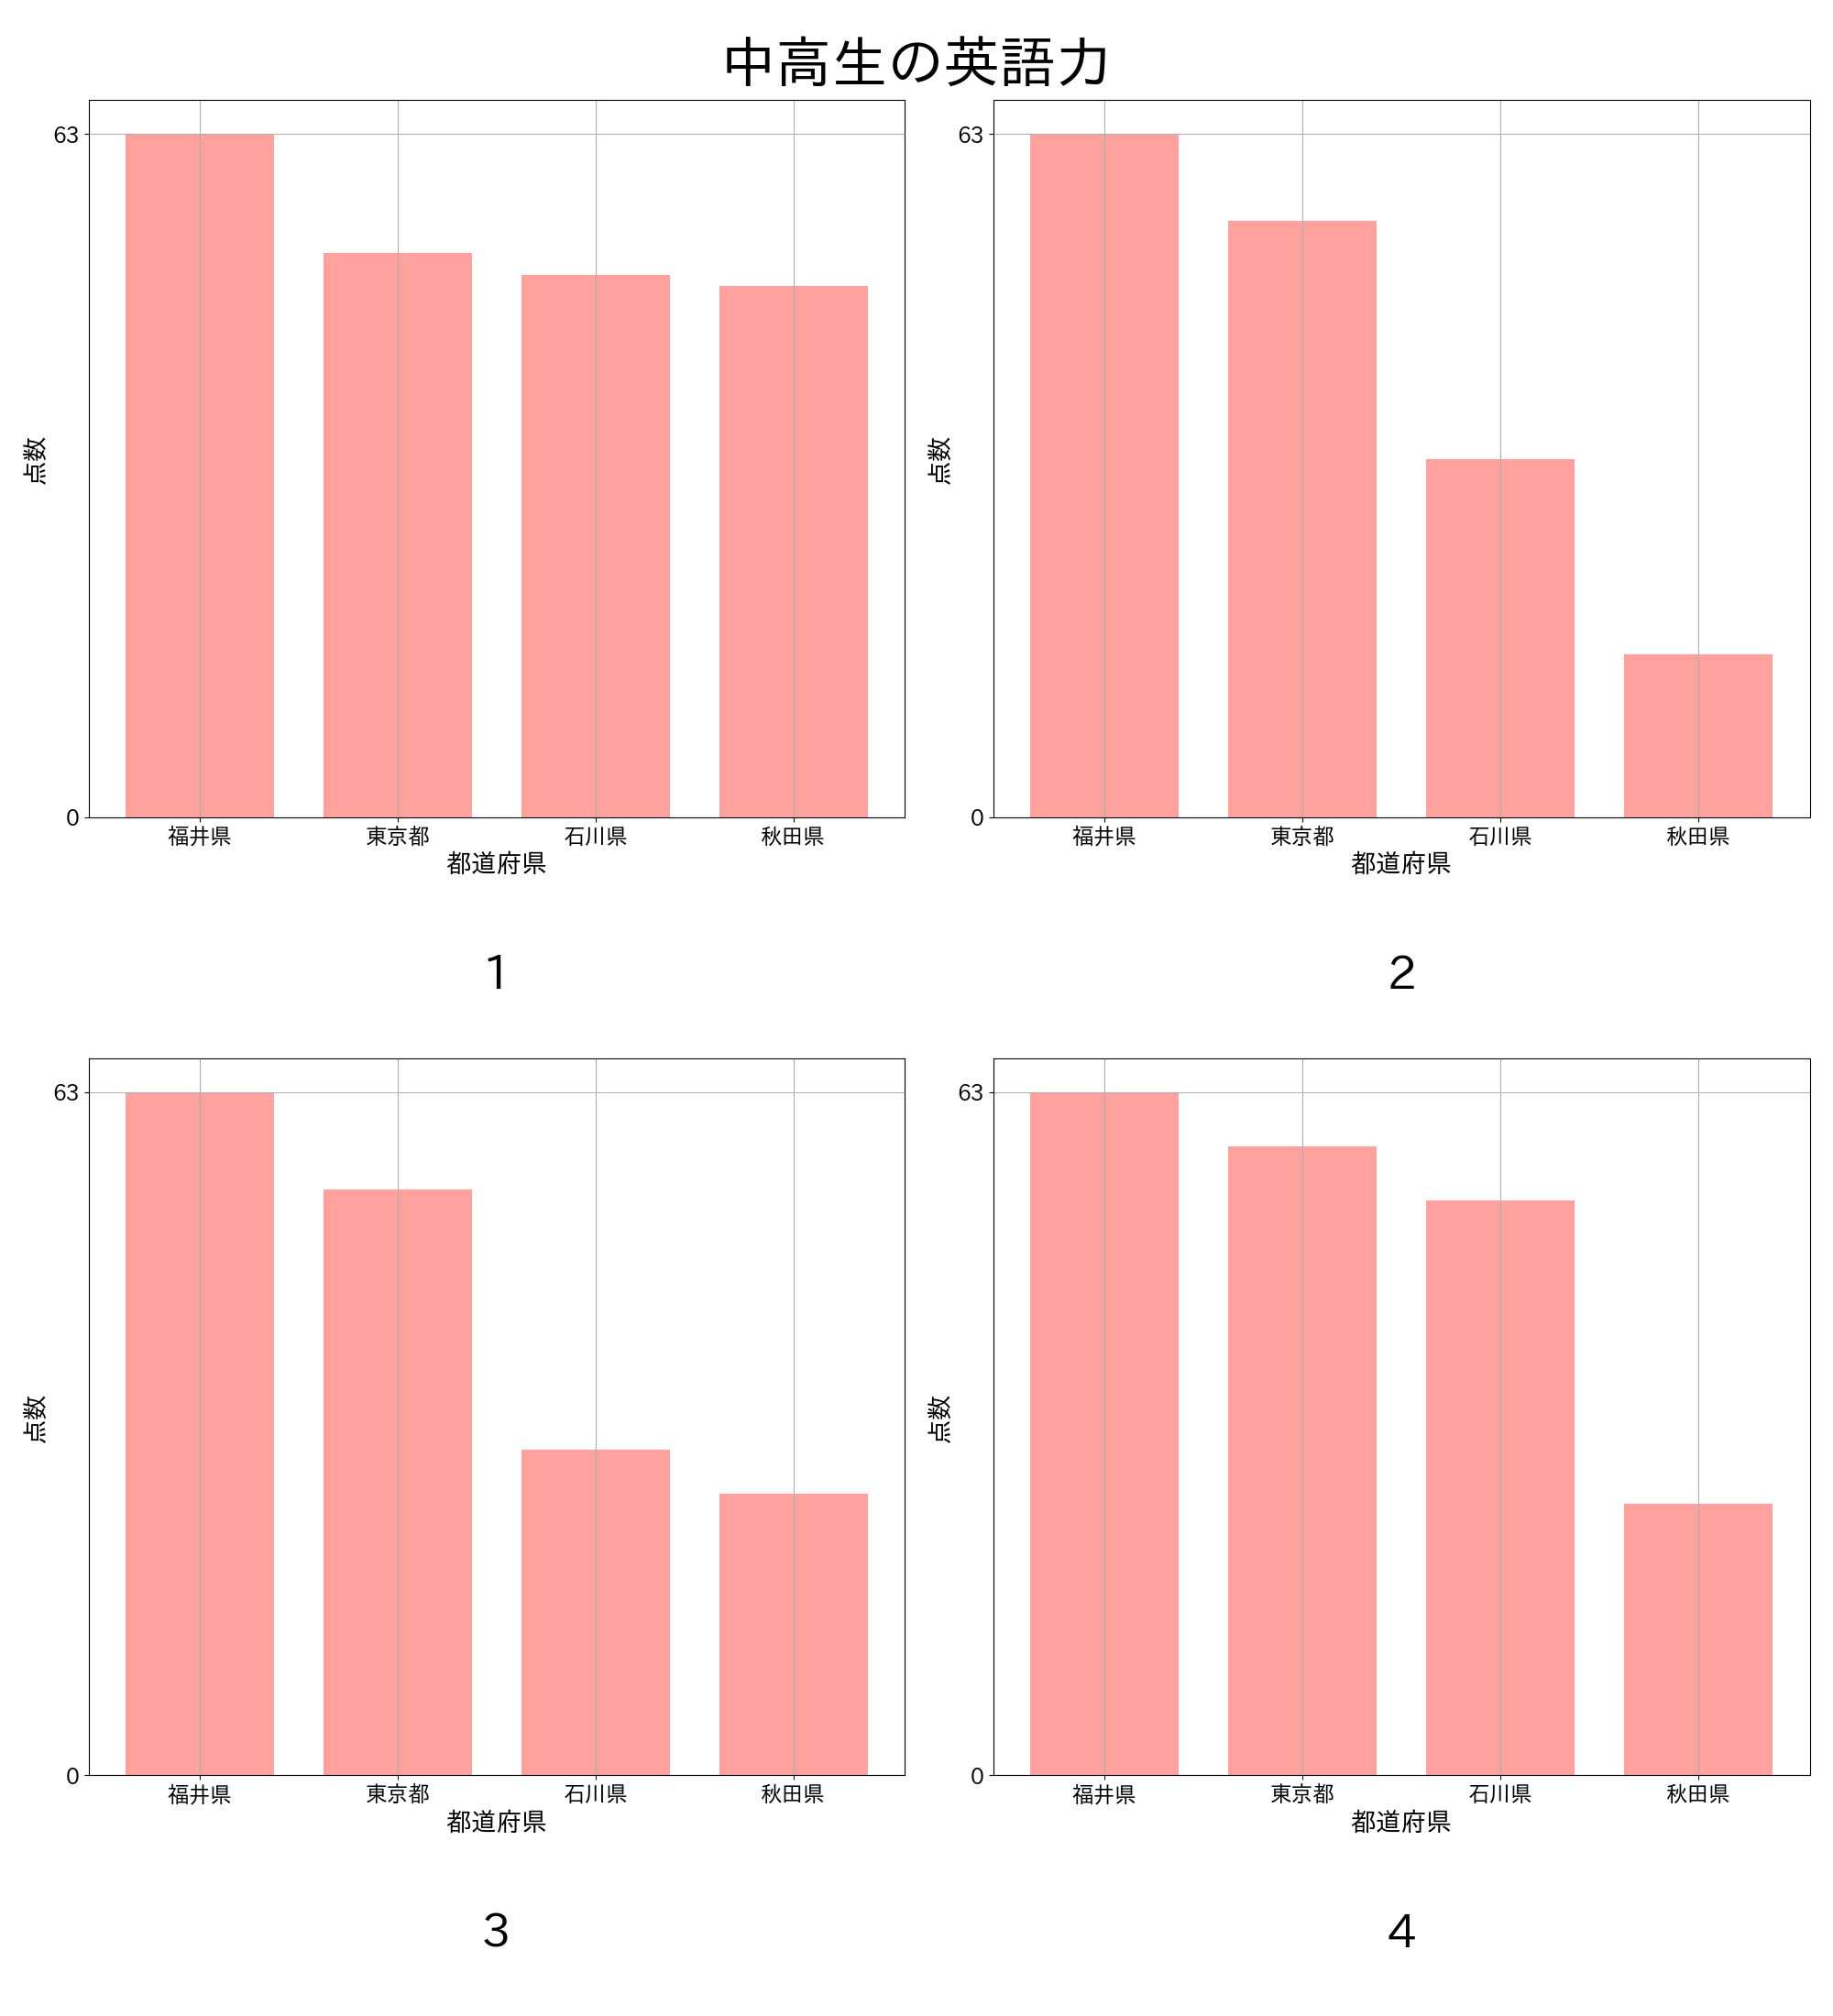 中高生の英語力
63
0
点数
福井県 東京都 石川県 秋田県
都道府県
1
63
0
点数
福井県 東京都 石川県 秋田県
都道府県
2
63
0
点数
福井県 東京都 石川県 秋田県
都道府県
3
63
0
点数
福井県 東京都 石川県 秋田県
都道府県
4